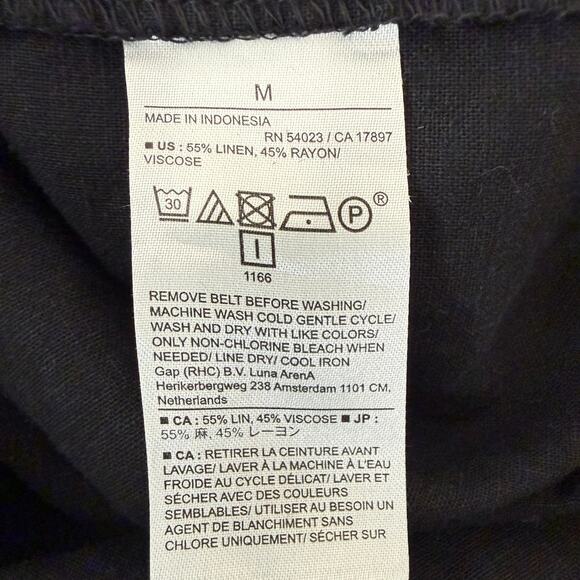 M
MADE IN INDONESIA
RN 54023 / CA 17897
■ US : 55% LINEN, 45% RAYON/
VISCOSE
30
P ®
1166
REMOVE BELT BEFORE WASHING/
MACHINE WASH COLD GENTLE CYCLE/
WASH AND DRY WITH LIKE COLORS/
ONLY NON-CHLORINE BLEACH WHEN
NEEDED/ LINE DRY/ COOL IRON
Gap (RHC) B.V. Luna ArenA
Herikerbergweg 238 Amsterdam 1101 CM,
Netherlands
■ CA : 55% LIN, 45% VISCOSE ■ JP :
55% 麻, 45% レーヨン
■ CA : RETIRER LA CEINTURE AVANT
LAVAGE/ LAVER À LA MACHINE À L'EAU
FROIDE AU CYCLE DÉLICAT/ LAVER ET
SÉCHER AVEC DES COULEURS
SEMBLABLES/ UTILISER AU BESOIN UN
AGENT DE BLANCHIMENT SANS
CHLORE UNIQUEMENT/ SÉCHER SUR